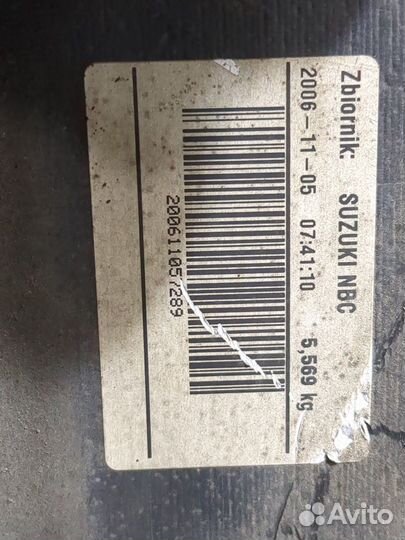 Zbiornik: SUZUKI NBC
2006-11-05 07:41:10 5,569 kg
200611057289
Avito